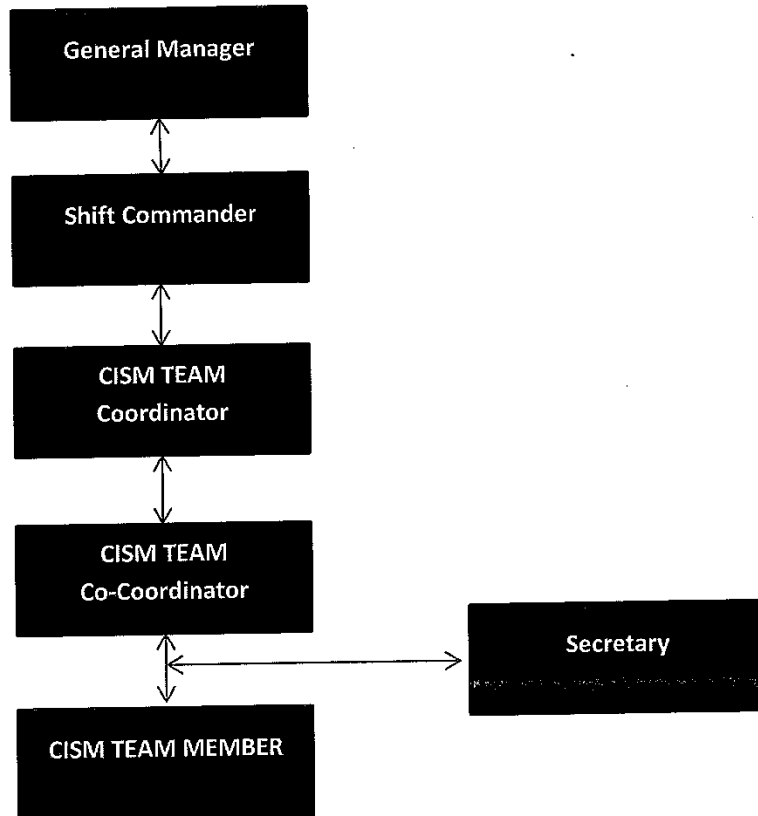 General Manager
Shift Commander
CISM TEAM
Coordinator
CISM TEAM
Co-Coordinator
Secretary
CISM TEAM MEMBER